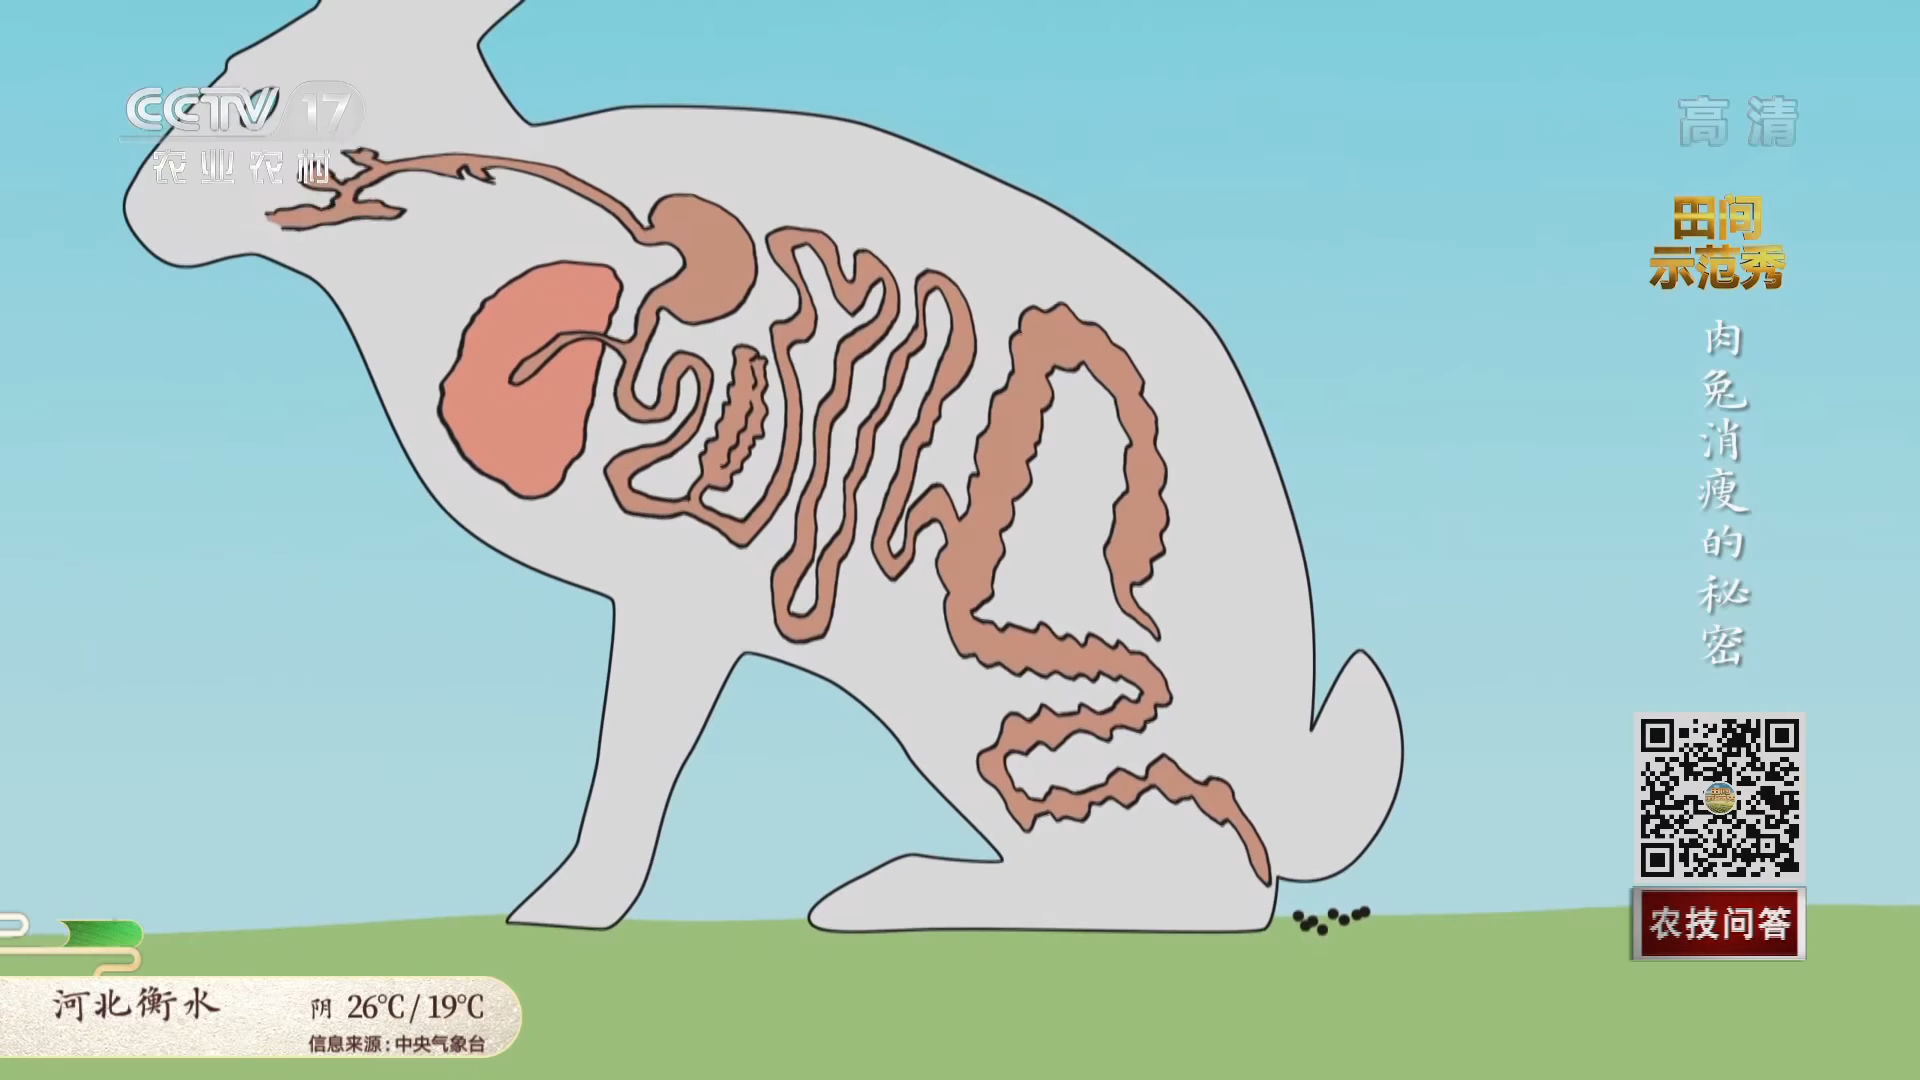 CCTV 17
农业农村
高清
田间
示范秀
肉兔消瘦的秘密
农技问答
河北衡水
阴 26℃/19℃
信息来源:中央气象台